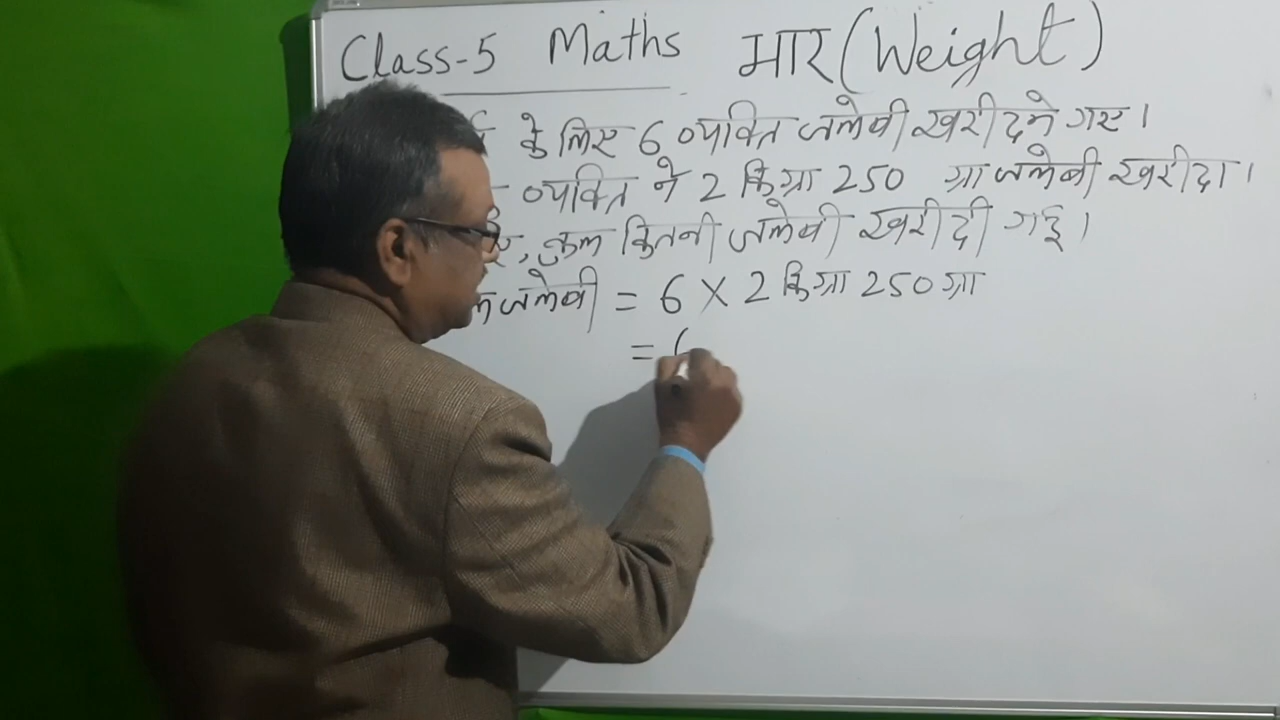 Class-5 Maths भार (Weight)
के लिए 6 व्यक्ति जलेबी खरीदने गए।
व्यक्ति ने 2 किग्रा 250 ग्रा जलेबी खरीदा।
, कुल कितनी जलेबी खरीदी गई।
जलेबी = 6 × 2 किग्रा 250 ग्रा
=